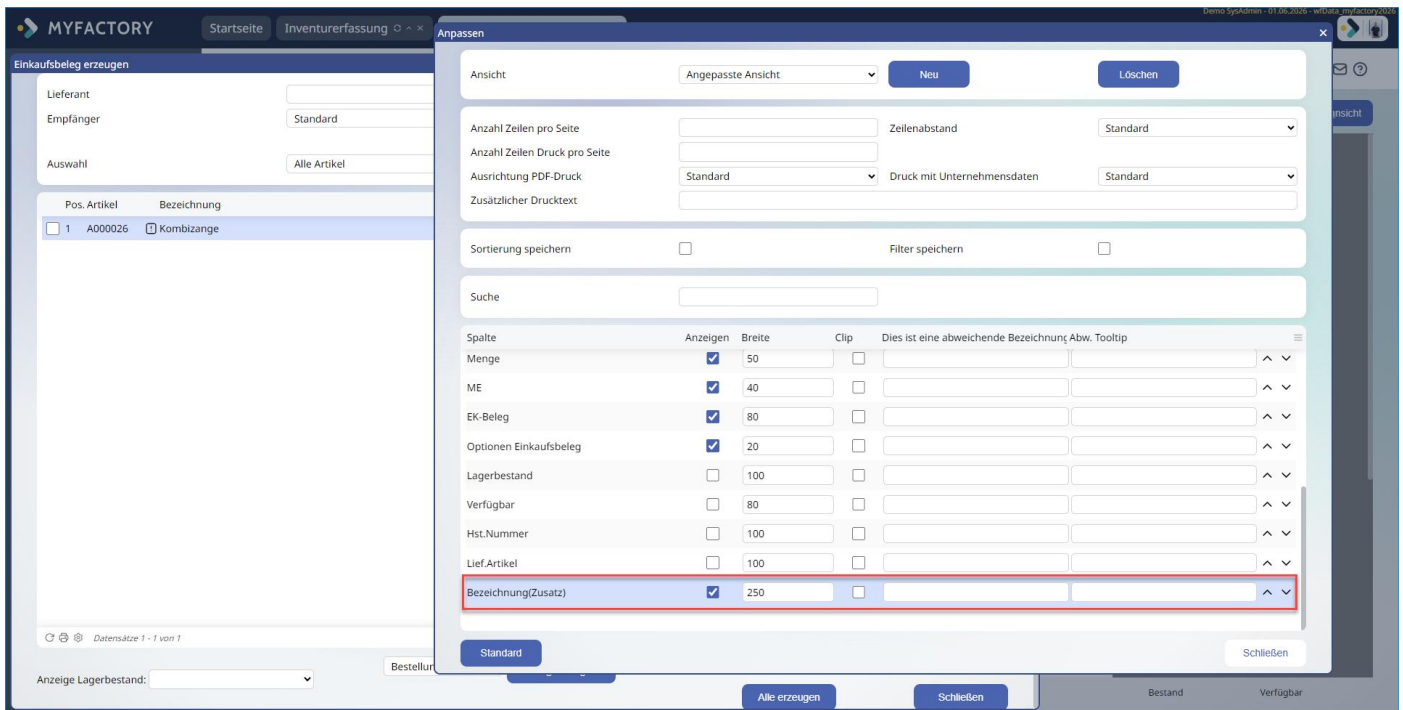 Demo SysAdmin - 01.06.2026 - wfData_myfactory2026
MYFACTORY
Startseite
Inventurerfassung
Anpassen
Einkaufsbeleg erzeugen
Lieferant
Empfänger Standard
Auswahl Alle Artikel
Pos. Artikel Bezeichnung
1 A000026 Kombizange
Datensätze 1 - 1 von 1
Anzeige Lagerbestand:
Alle erzeugen
Schließen
Bestand Verfügbar
Ansicht Angepasste Ansicht Neu Löschen
Anzahl Zeilen pro Seite Zeilenabstand Standard
Anzahl Zeilen Druck pro Seite
Ausrichtung PDF-Druck Standard Druck mit Unternehmensdaten Standard
Zusätzlicher Drucktext
Sortierung speichern Filter speichern
Suche
Spalte Anzeigen Breite Clip Dies ist eine abweichende Bezeichnung Abw. Tooltip
Menge 50
ME 40
EK-Beleg 80
Optionen Einkaufsbeleg 20
Lagerbestand 100
Verfügbar 80
Hst.Nummer 100
Lief.Artikel 100
Bezeichnung(Zusatz) 250
Standard Schließen